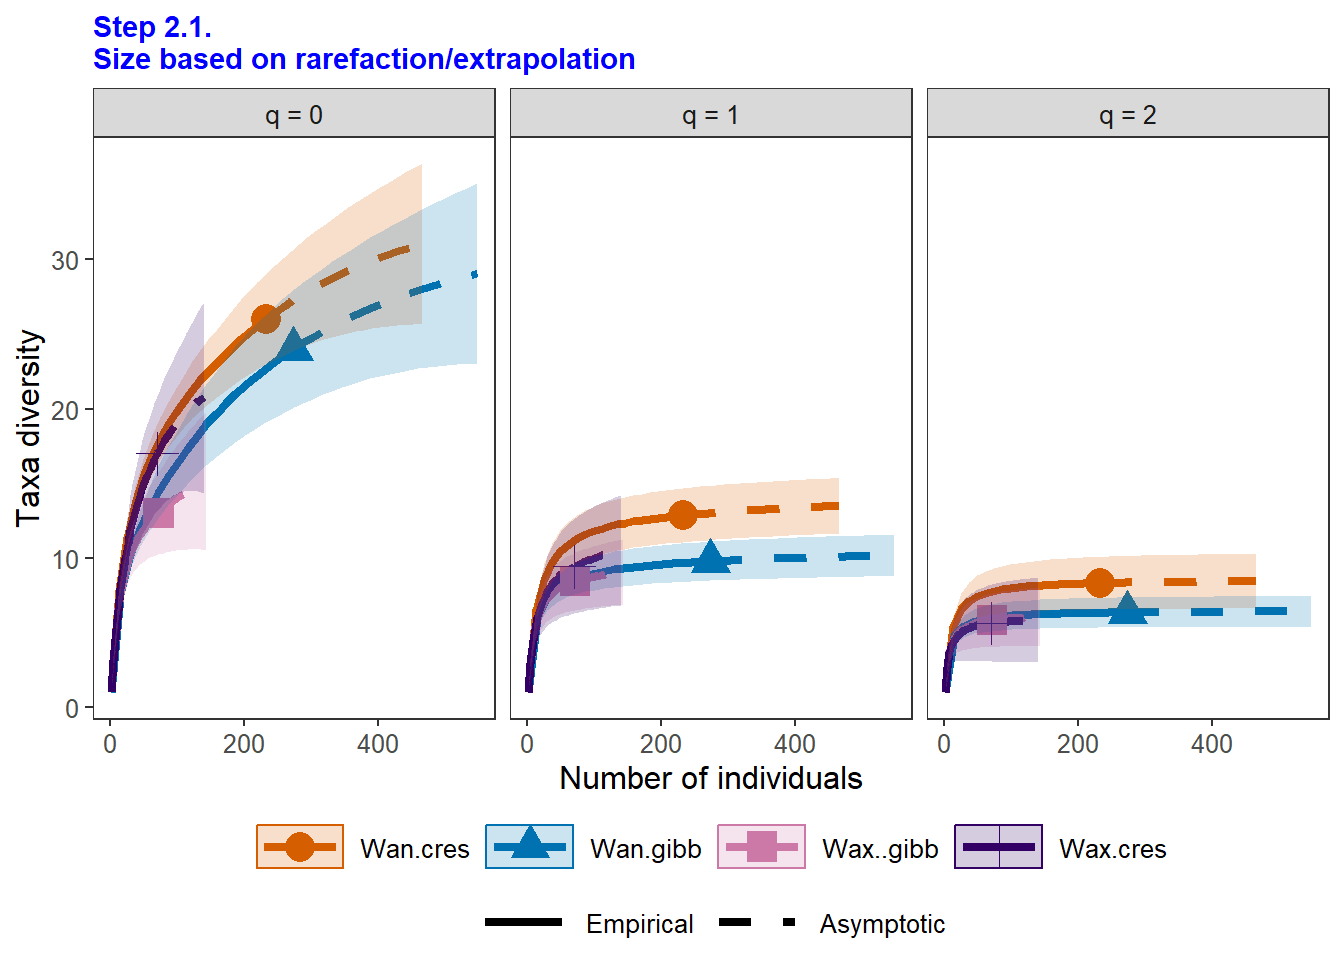 Step 2.1.
Size based on rarefaction/extrapolation
q = 0
q = 1
q = 2
Taxa diversity
30
20
10
0
0 200 400
0 200 400
0 200 400
Number of individuals
Wan.cres Wan.gibb Wax..gibb Wax.cres
Empirical Asymptotic